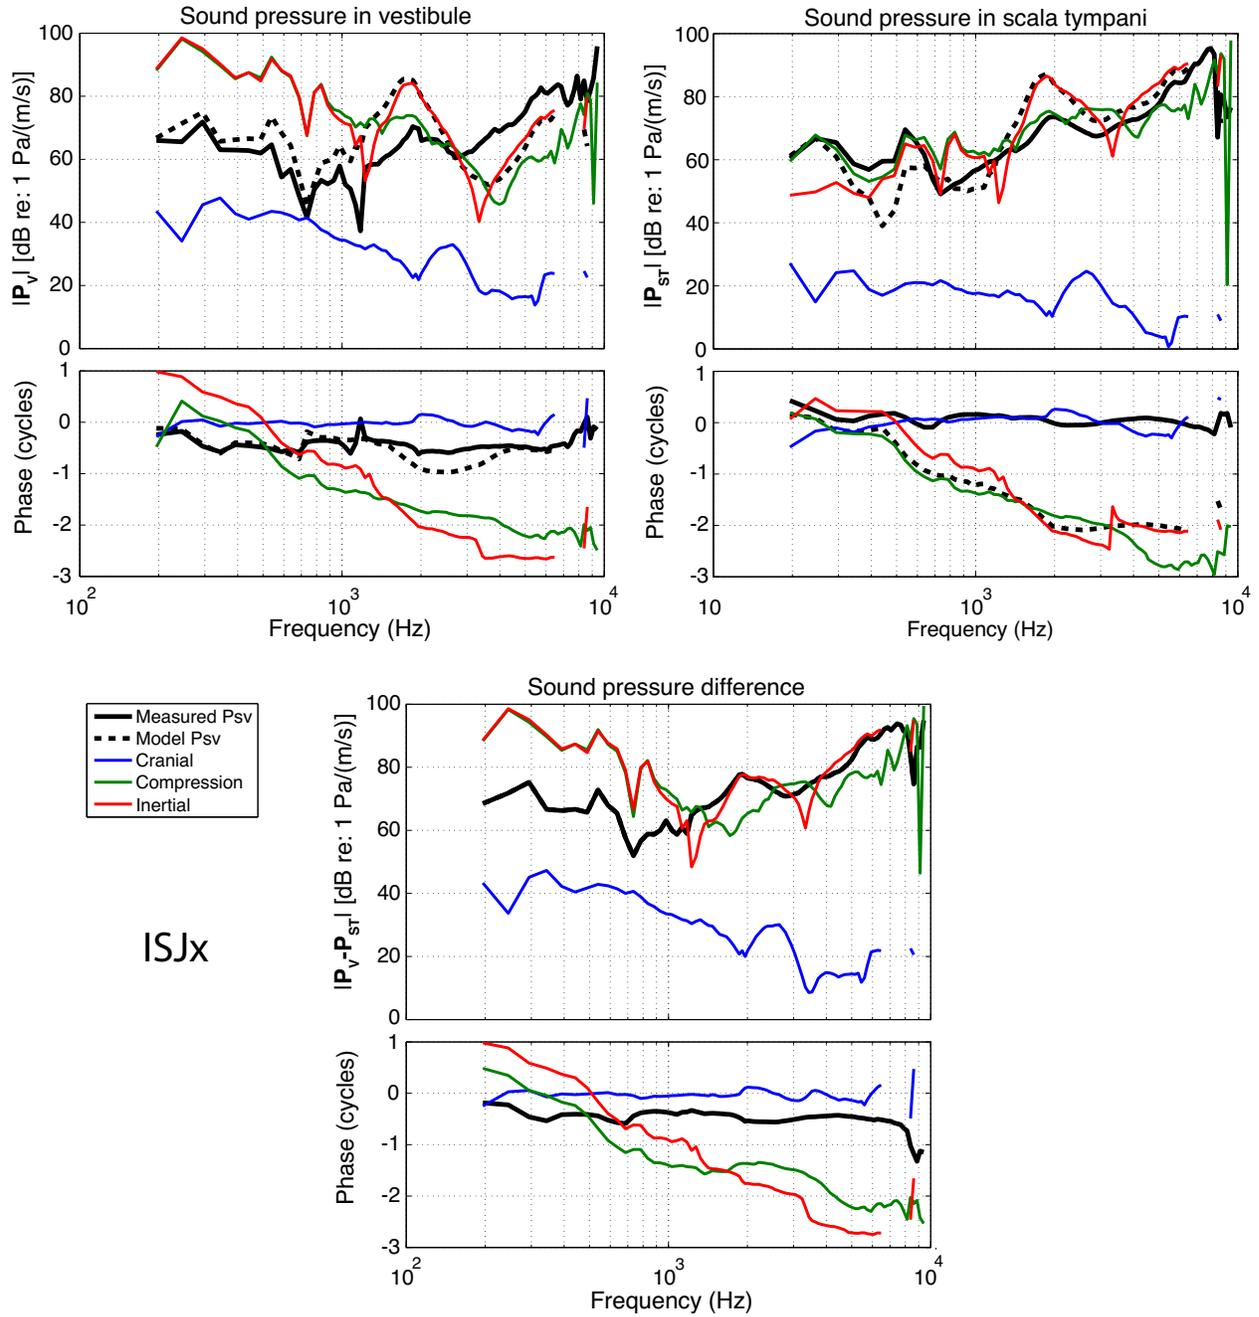 Sound pressure in vestibule
|PV| [dB re: 1 Pa/(m/s)]
100
80
60
40
20
0
Phase (cycles)
1
0
-1
-2
-3
10^2
10^3
10^4
Frequency (Hz)
Sound pressure in scala tympani
|PST| [dB re: 1 Pa/(m/s)]
100
80
60
40
20
0
Phase (cycles)
1
0
-1
-2
-3
10
10^3
10^4
Frequency (Hz)
Measured Psv
Model Psv
Cranial
Compression
Inertial
ISJx
Sound pressure difference
|PV-PST| [dB re: 1 Pa/(m/s)]
100
80
60
40
20
0
Phase (cycles)
1
0
-1
-2
-3
10^2
10^3
10^4
Frequency (Hz)